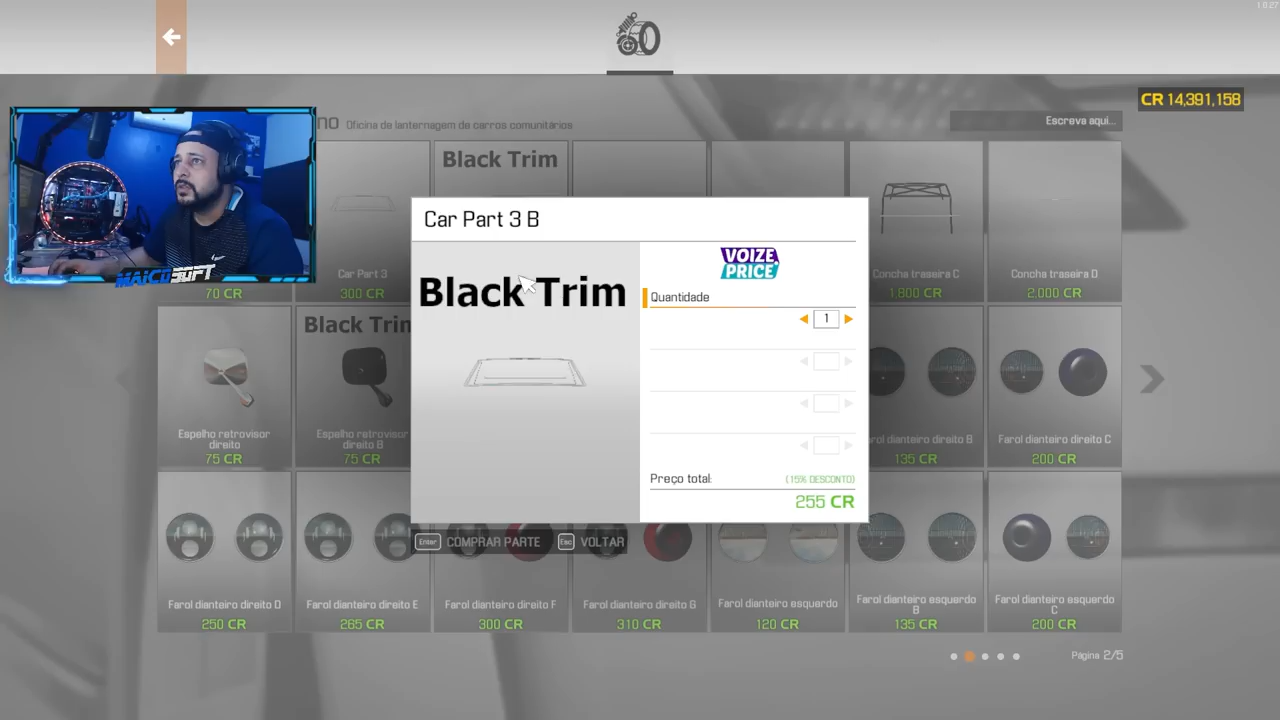 1.0.27
CR 14,391,158
no Oficina de lanternagem de carros comunitários
Escreva aqui...
Black Trim
Car Part 3
70 CR
300 CR
Concha traseira C
1,800 CR
Concha traseira D
2,000 CR
MAICOSOFT
Car Part 3 B
Black Trim
VOIZE
PRICE
Quantidade
1
Preço total:
(15% DESCONTO)
255 CR
Enter COMPRAR PARTE
Esc VOLTAR
Black Trim
Espelho retrovisor
direito
75 CR
Espelho retrovisor
direito B
75 CR
rol dianteiro direito B
135 CR
Farol dianteiro direito C
200 CR
Farol dianteiro direito D
250 CR
Farol dianteiro direito E
265 CR
Farol dianteiro direito F
300 CR
Farol dianteiro direito G
310 CR
Farol dianteiro esquerdo
120 CR
Farol dianteiro esquerdo
B
135 CR
Farol dianteiro esquerdo
C
200 CR
Página 2/5